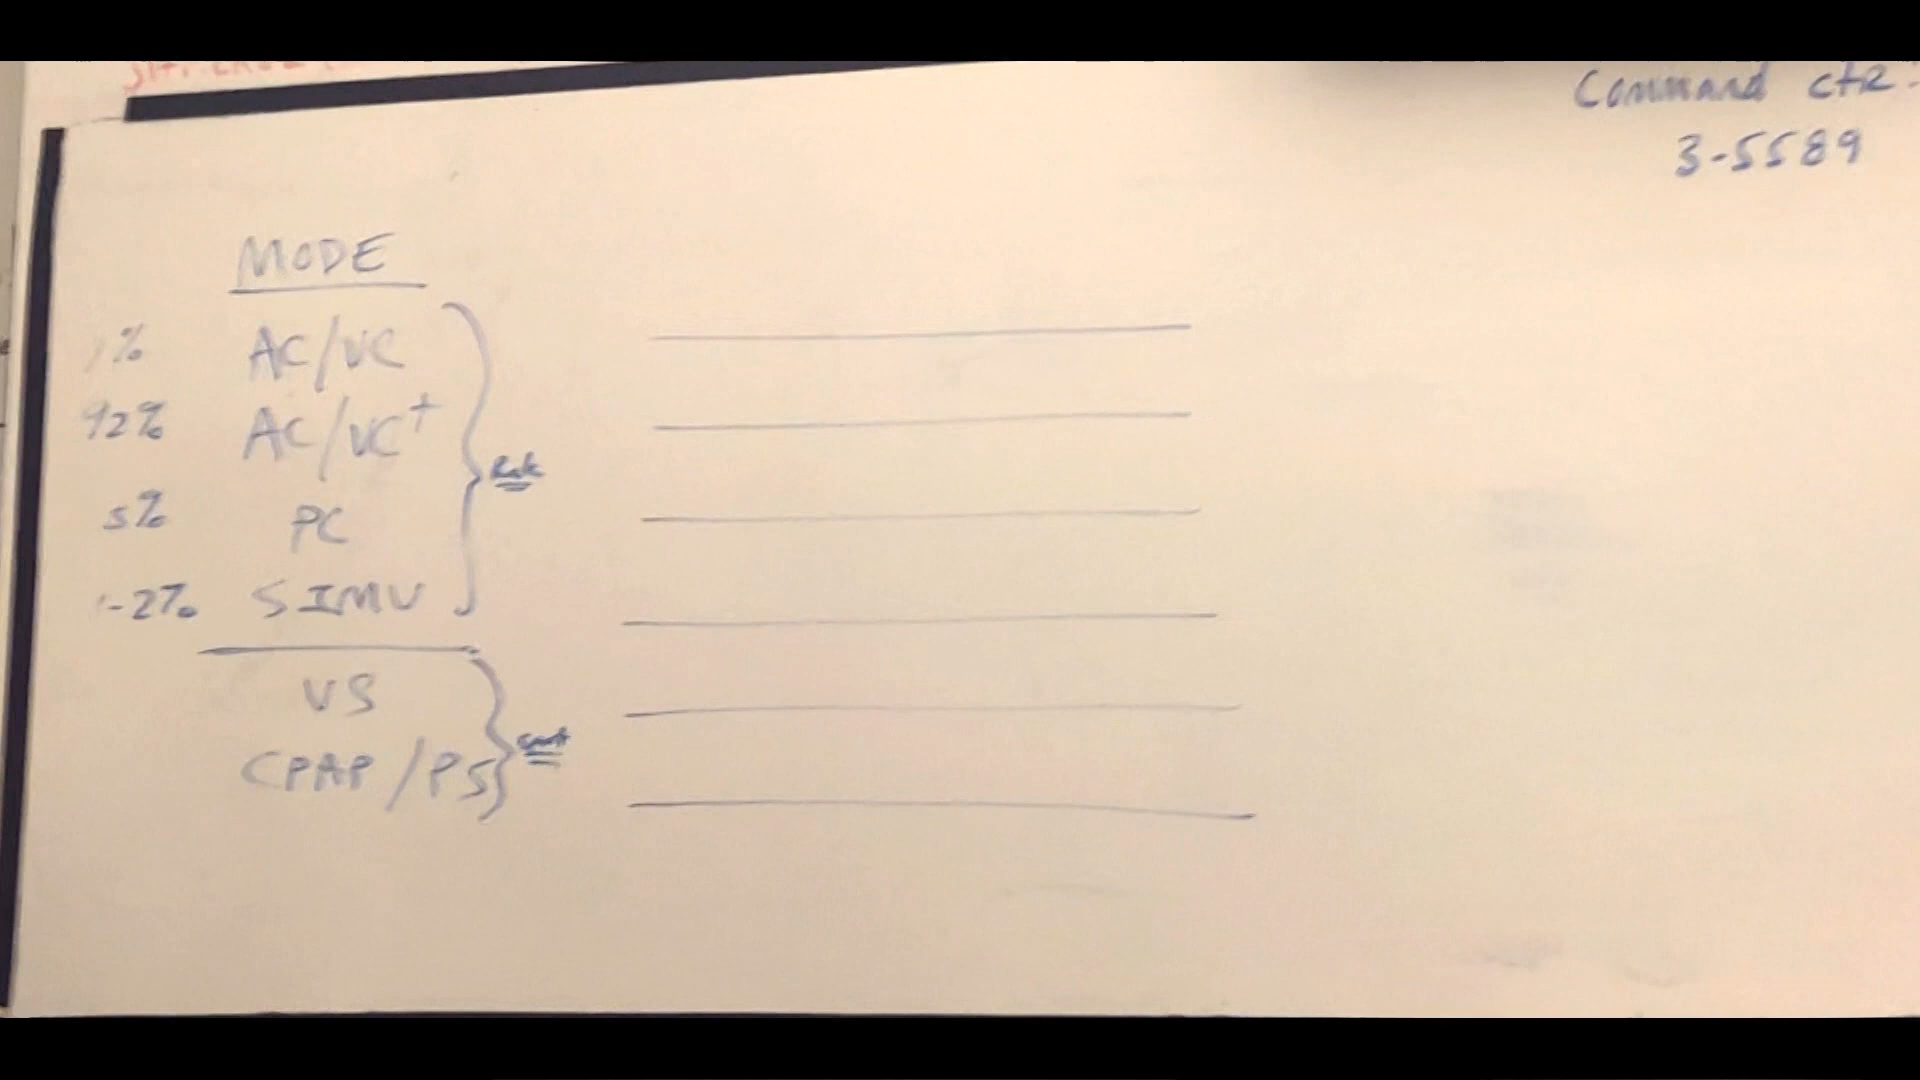 Command ctr:
3-5589
MODE
% AC/VC
92% AC/VC+
5% PC
-2% SIMV
VS
CPAP/PS